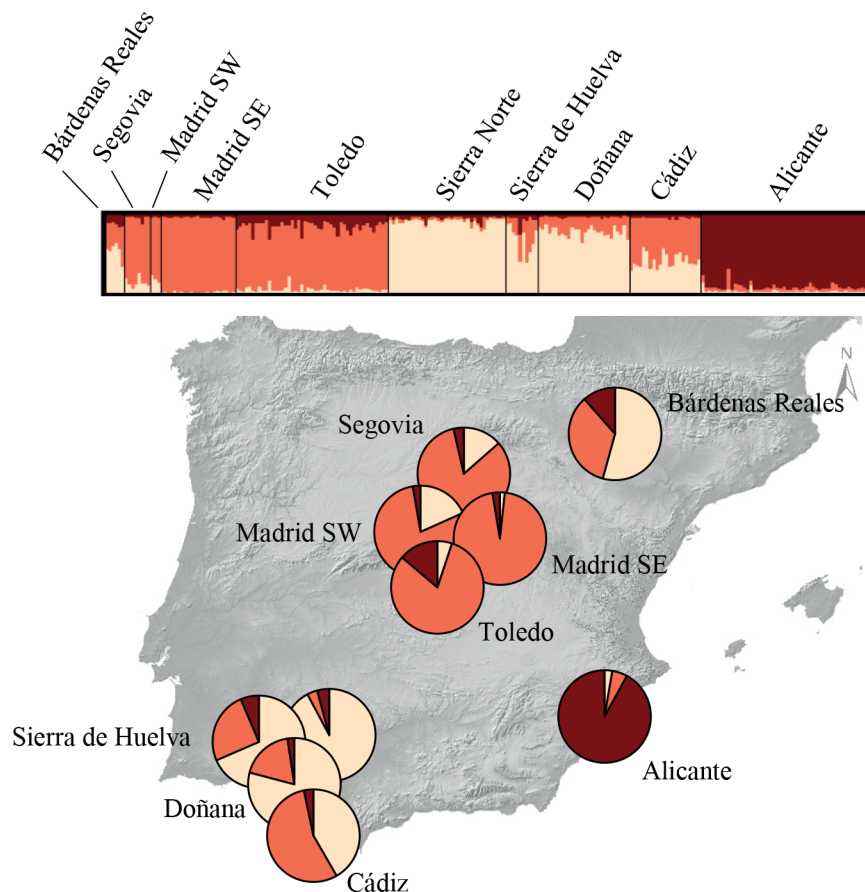 Bárdenas Reales
Segovia
Madrid SW
Madrid SE
Toledo
Sierra Norte
Sierra de Huelva
Doñana
Cádiz
Alicante
N
Bárdenas Reales
Segovia
Madrid SW
Madrid SE
Toledo
Sierra de Huelva
Alicante
Doñana
Cádiz